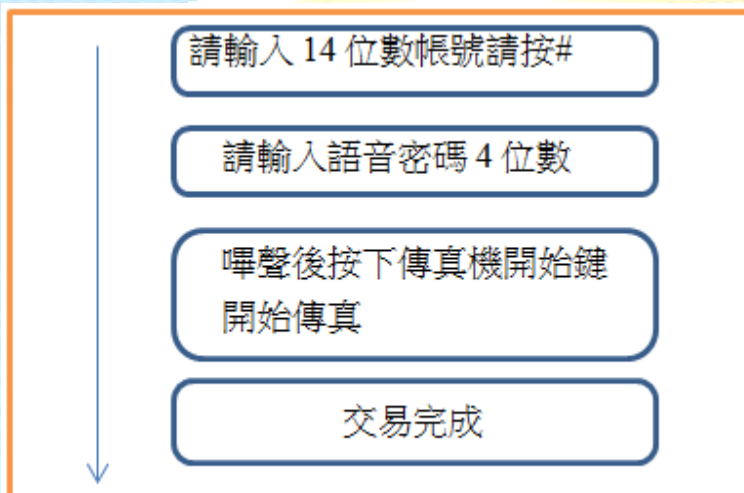 請輸入 14 位數帳號請按#
請輸入語音密碼 4 位數
嗶聲後按下傳真機開始鍵
開始傳真
交易完成